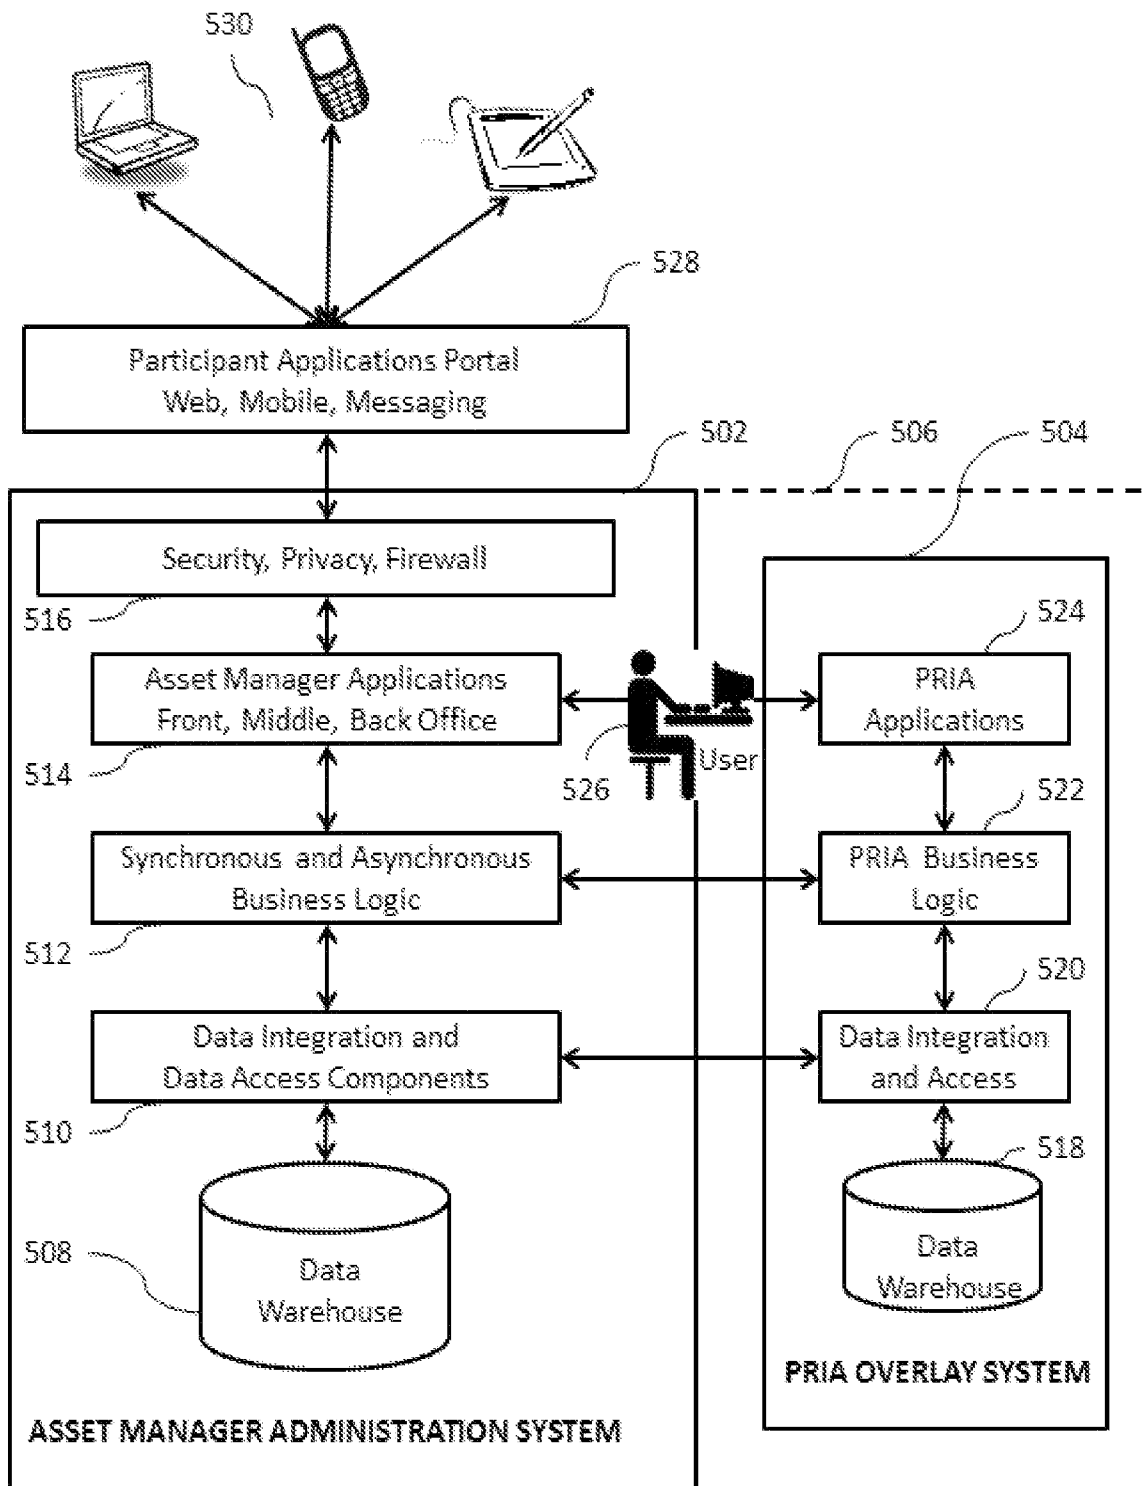 530
528
Participant Applications Portal
Web, Mobile, Messaging
502
506
504
Security, Privacy, Firewall
516
524
Asset Manager Applications
Front, Middle, Back Office
PRIA
Applications
514
526
User
522
Synchronous and Asynchronous
Business Logic
PRIA Business
Logic
512
520
Data Integration and
Data Access Components
Data Integration
and Access
510
518
508
Data
Warehouse
Data
Warehouse
PRIA OVERLAY SYSTEM
ASSET MANAGER ADMINISTRATION SYSTEM